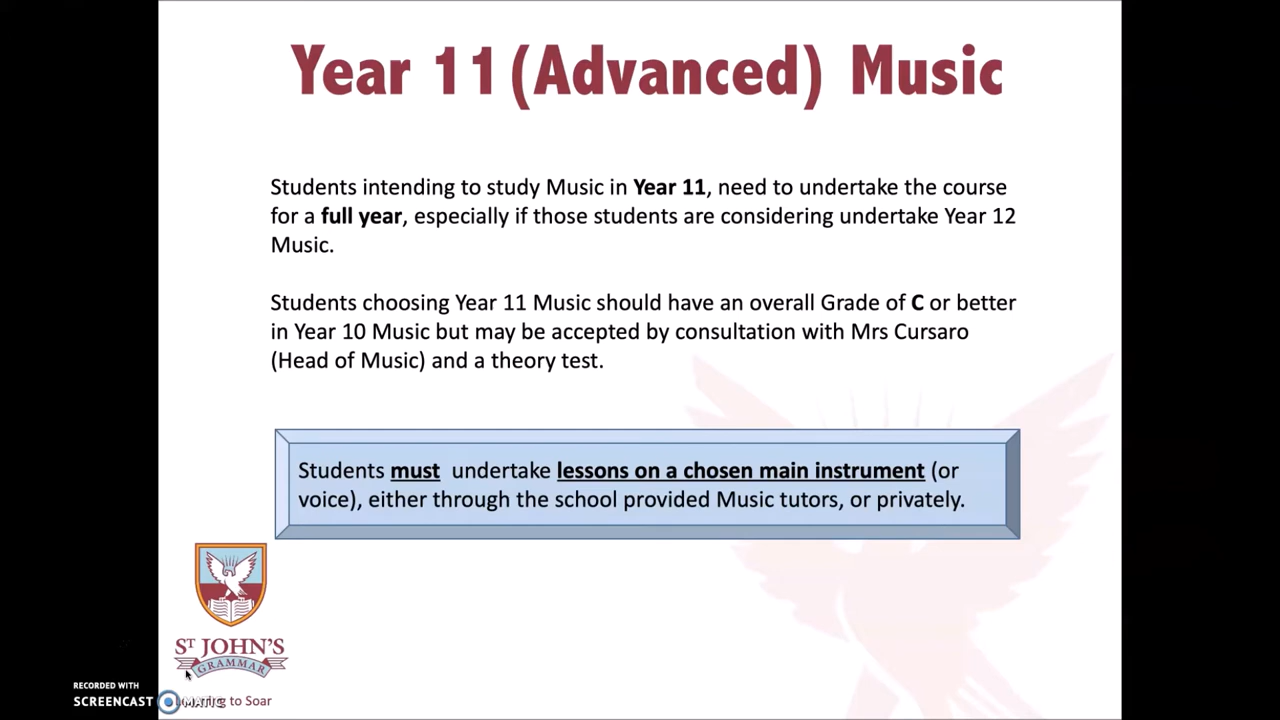 Year 11 (Advanced) Music
Students intending to study Music in Year 11, need to undertake the course
for a full year, especially if those students are considering undertake Year 12
Music.
Students choosing Year 11 Music should have an overall Grade of C or better
in Year 10 Music but may be accepted by consultation with Mrs Cursaro
(Head of Music) and a theory test.
Students must undertake lessons on a chosen main instrument (or
voice), either through the school provided Music tutors, or privately.
ST JOHN'S
GRAMMAR
to Soar
RECORDED WITH
SCREENCAST MATIC